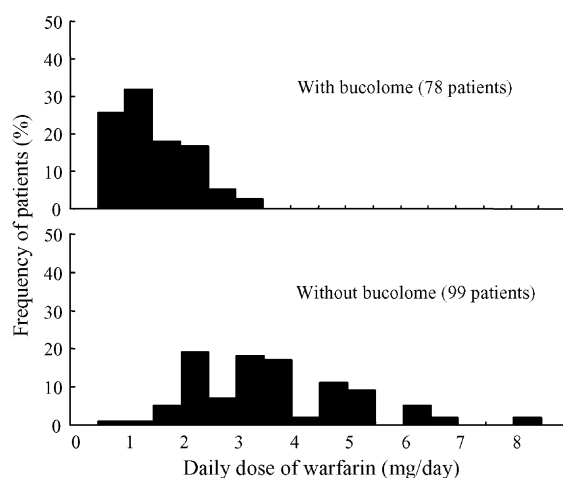 50
40
30
20
10
0
With bucolome (78 patients)
Frequency of patients (%)
50
40
30
20
10
0
Without bucolome (99 patients)
0 1 2 3 4 5 6 7 8
Daily dose of warfarin (mg/day)